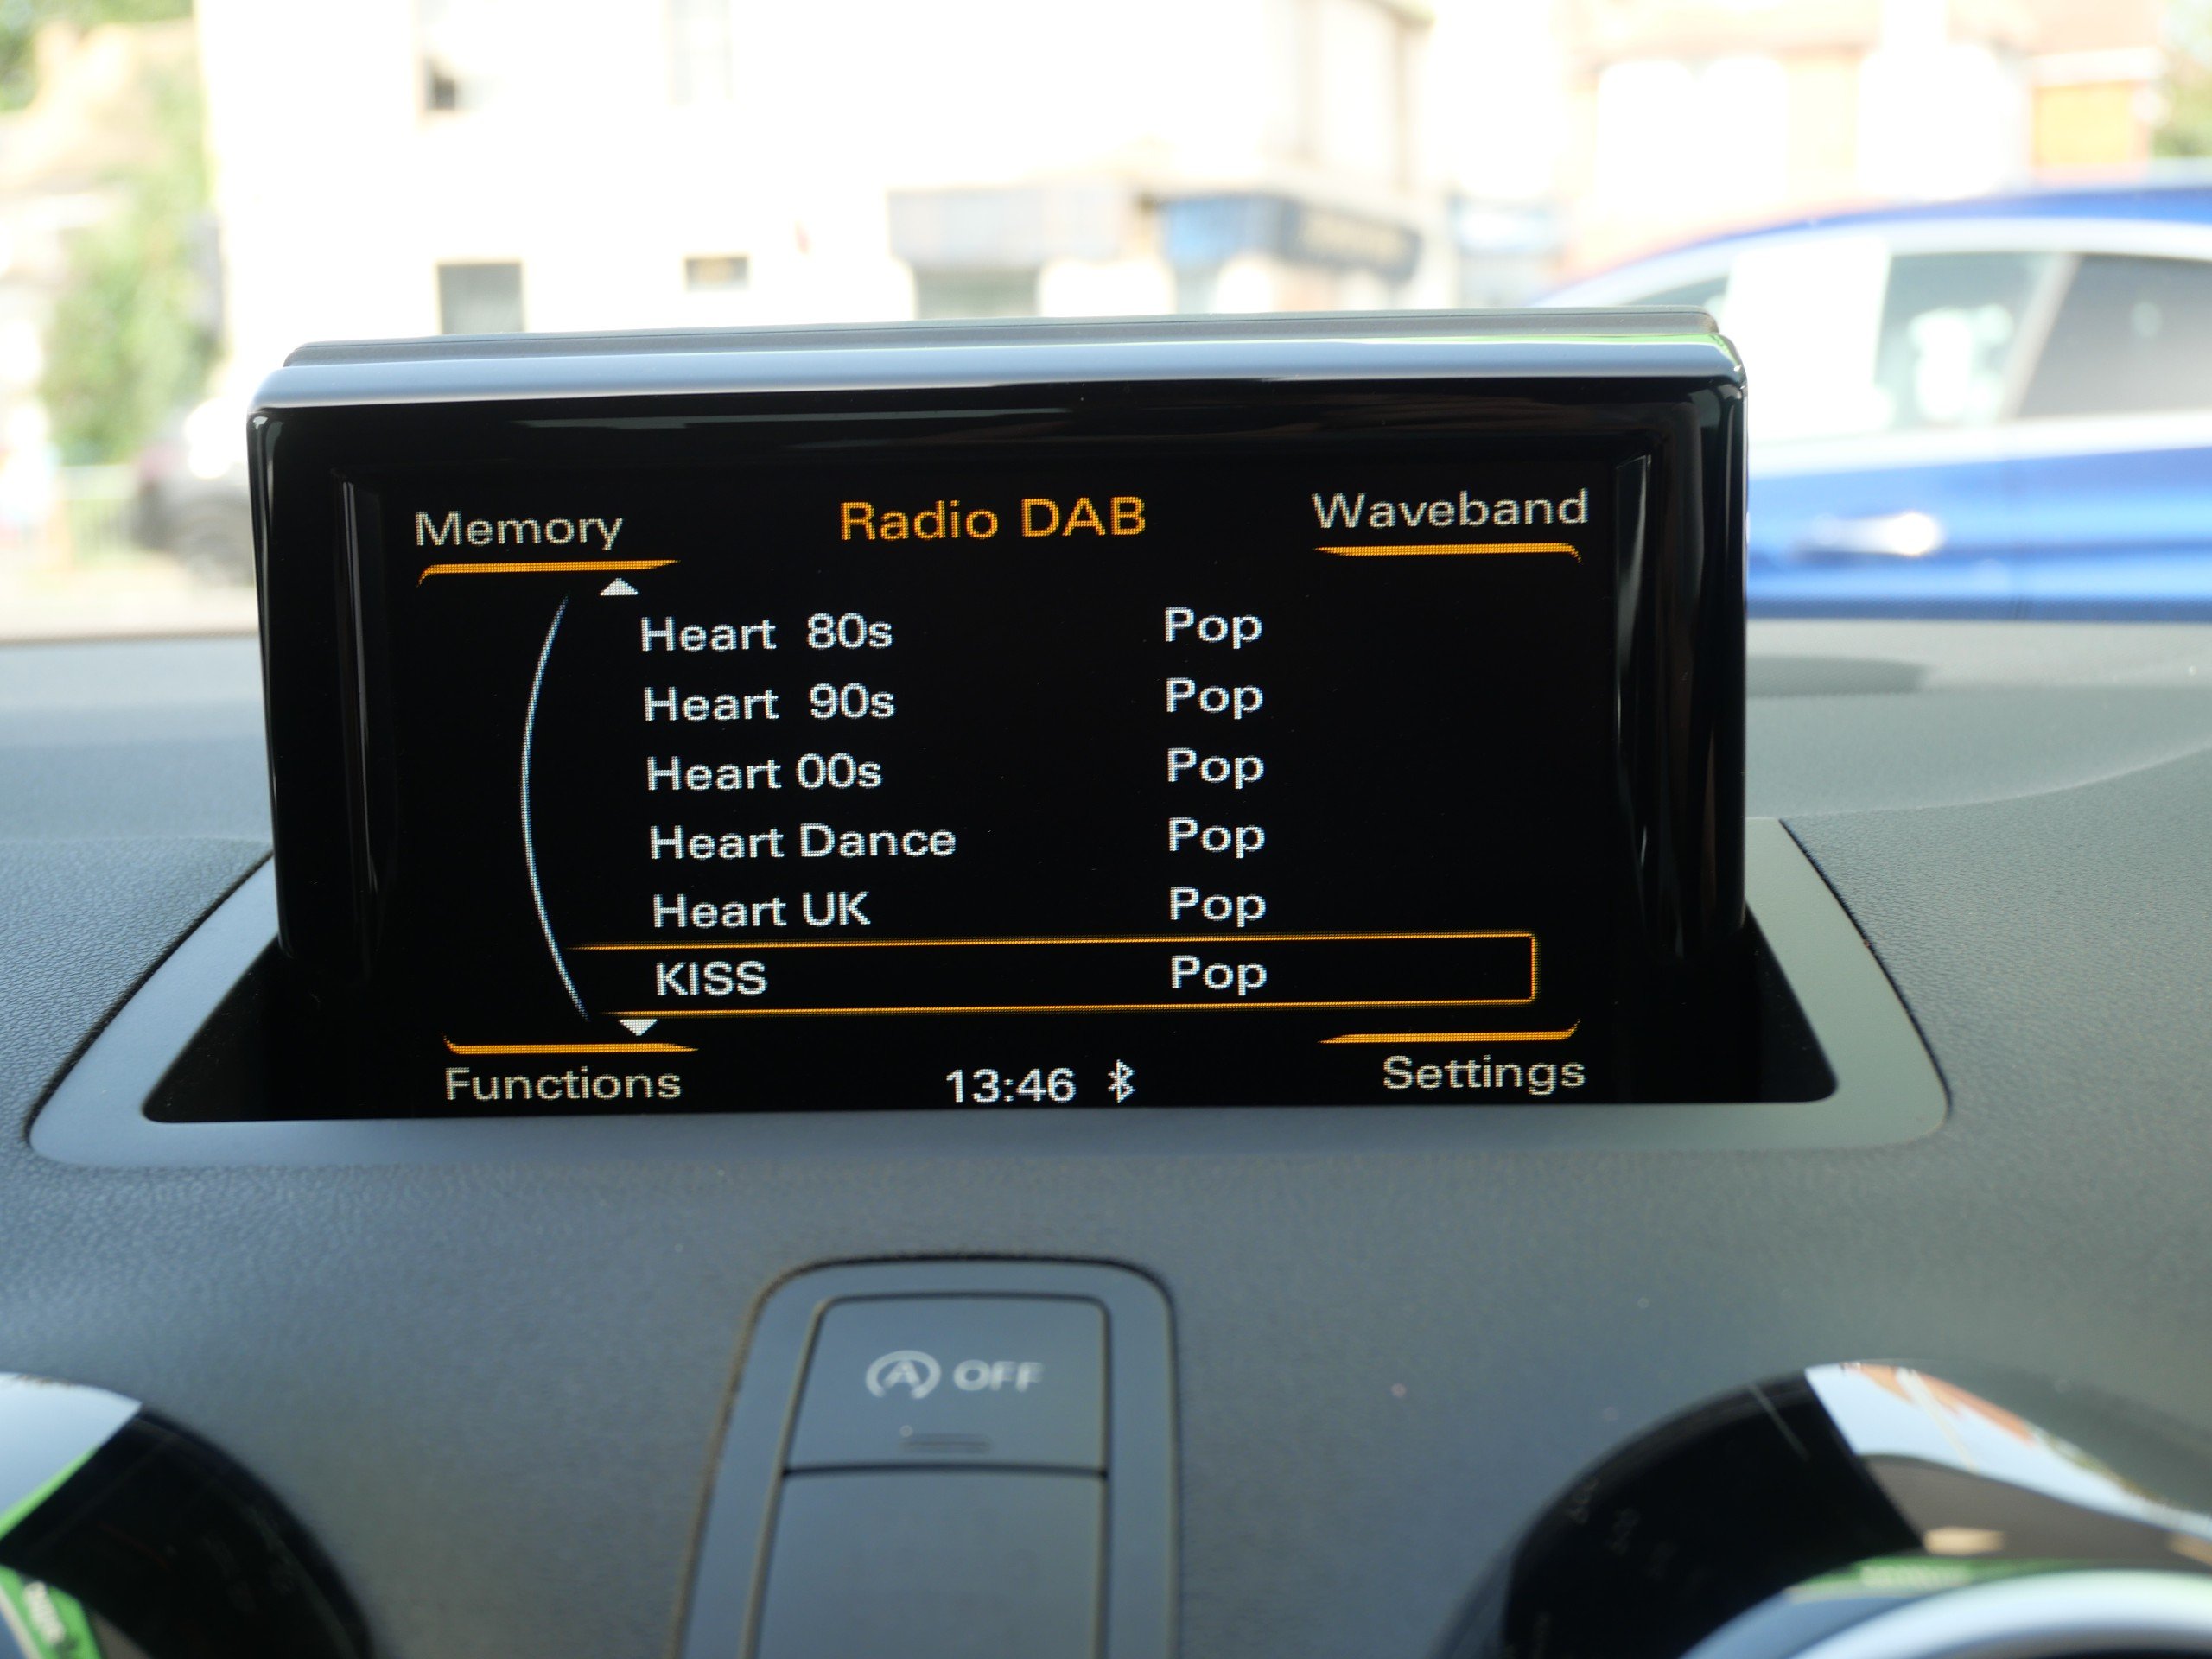 Memory Radio DAB Waveband
Heart 80s Pop
Heart 90s Pop
Heart 00s Pop
Heart Dance Pop
Heart UK Pop
KISS Pop
Functions 13:46 Settings
A OFF